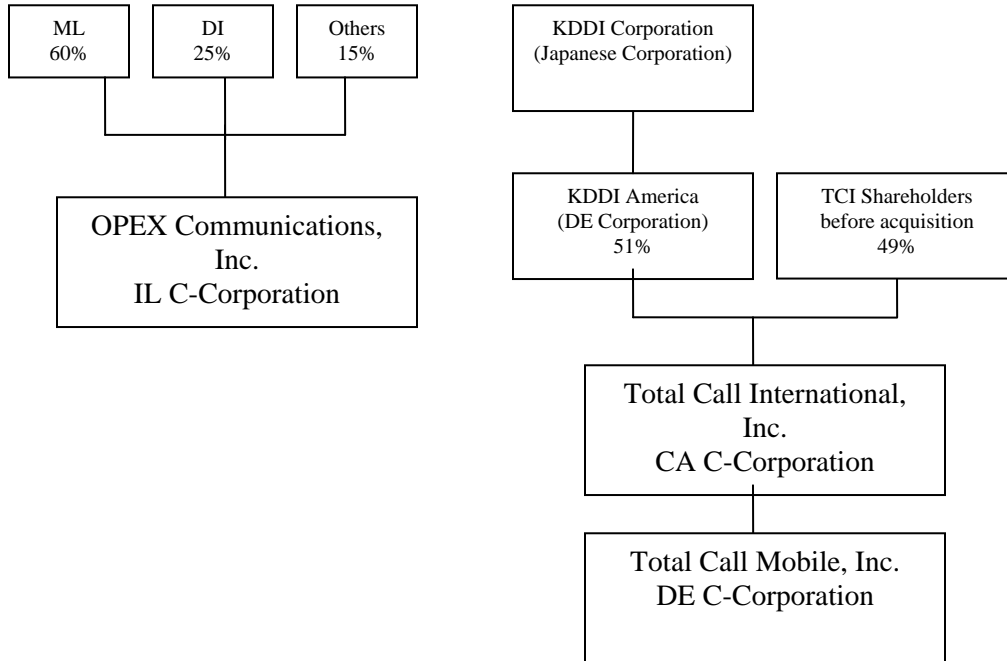 ML
60%
DI
25%
Others
15%
KDDI Corporation
(Japanese Corporation)
OPEX Communications,
Inc.
IL C-Corporation
KDDI America
(DE Corporation)
51%
TCI Shareholders
before acquisition
49%
Total Call International,
Inc.
CA C-Corporation
Total Call Mobile, Inc.
DE C-Corporation